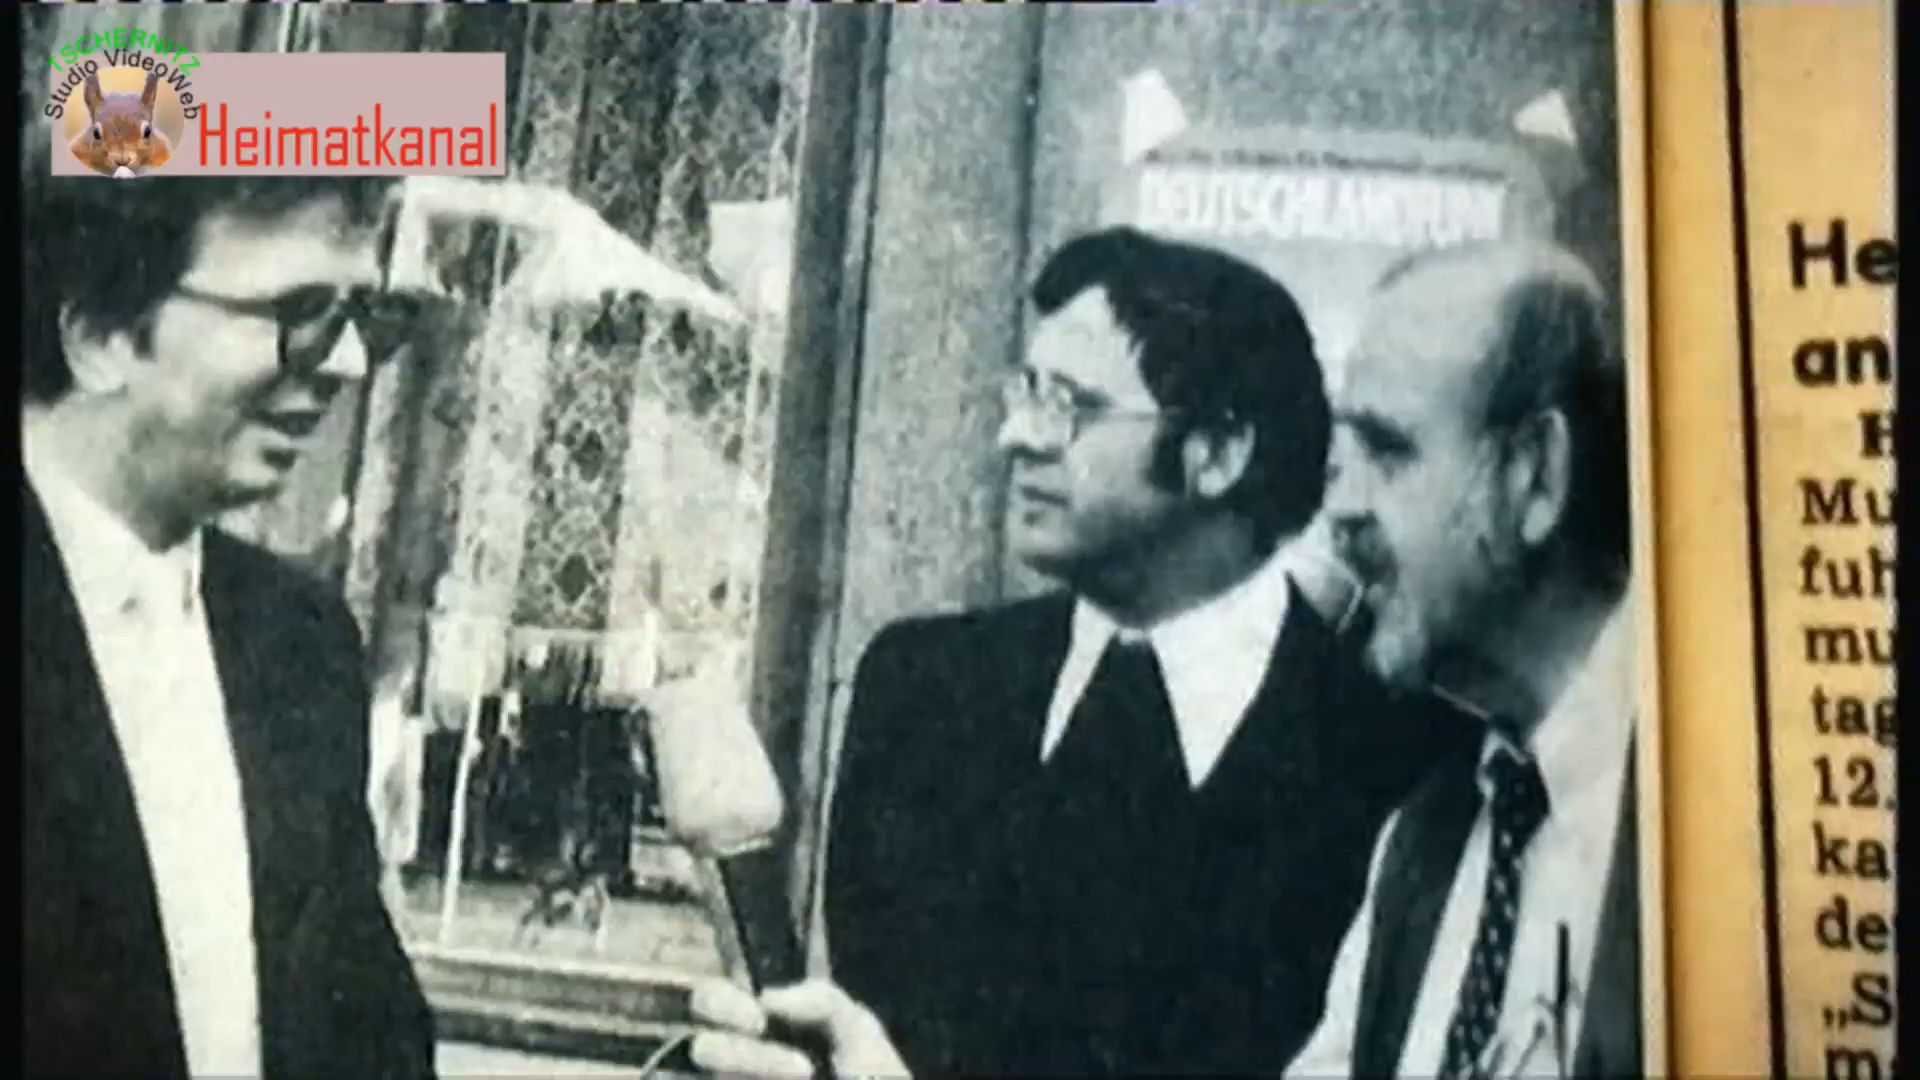 TSCHERNITZ
Studio VideoWeb
Heimatkanal
DEUTSCHLANDFUNK
He
an
H
Mu
fuh
mu
tag
12.
ka
de
„S
m